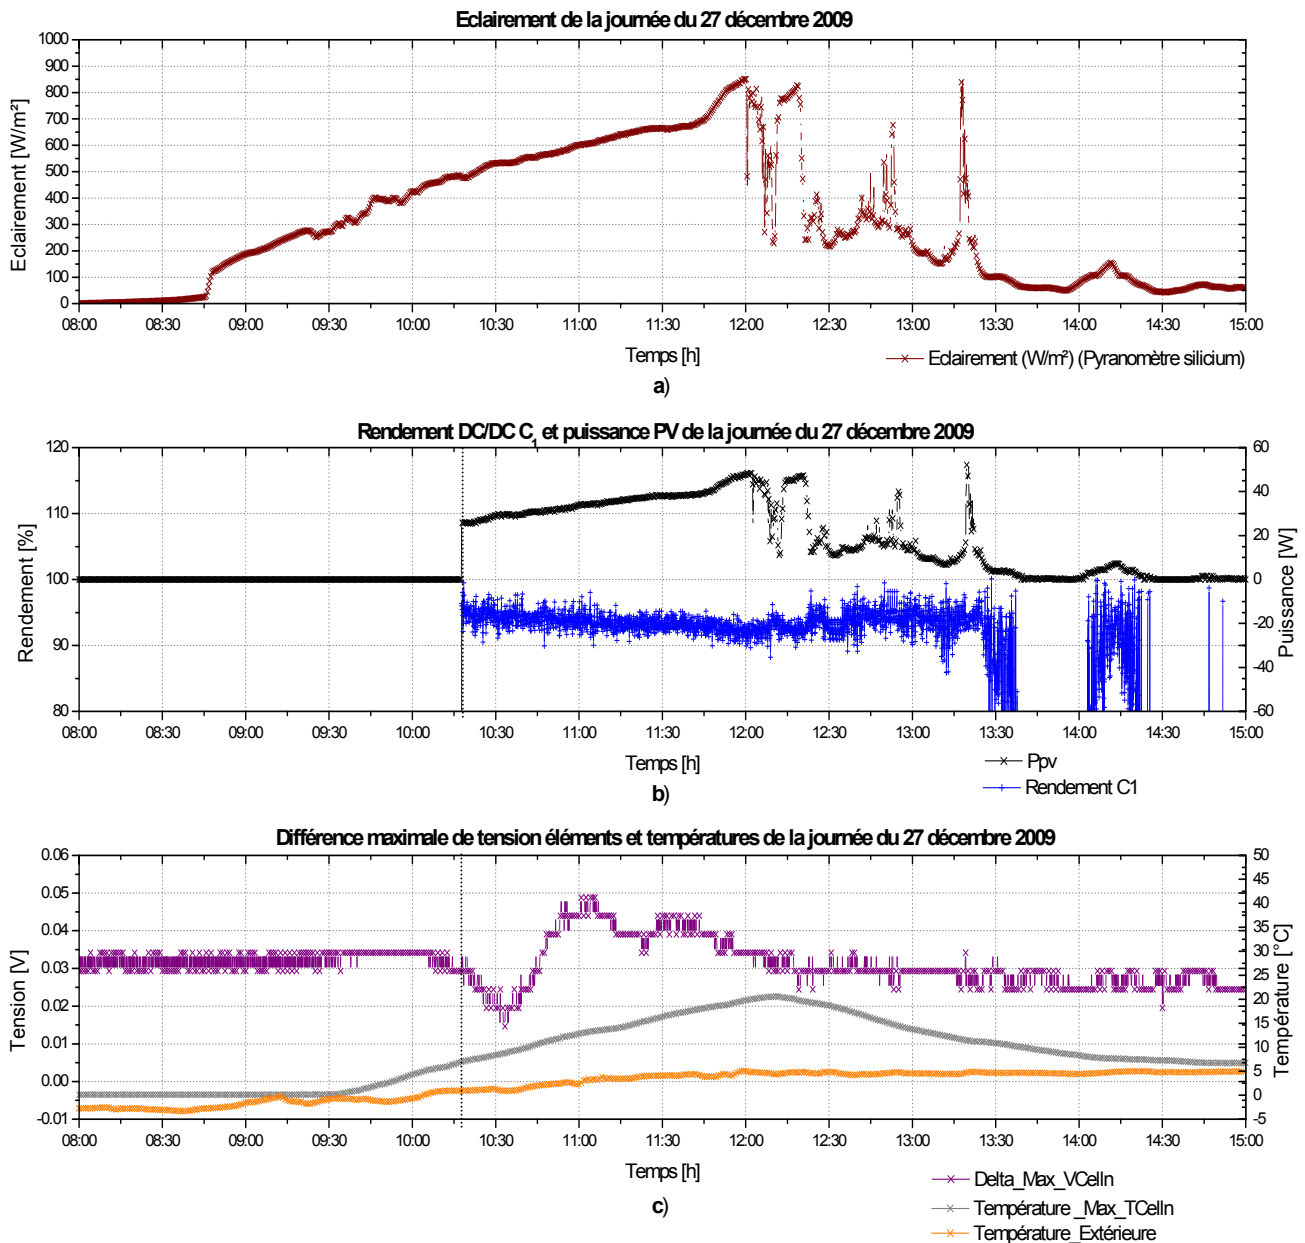 Eclairement de la journée du 27 décembre 2009
1000
900
800
700
600
500
400
300
200
100
0
Eclairement [W/m²]
08:00 08:30 09:00 09:30 10:00 10:30 11:00 11:30 12:00 12:30 13:00 13:30 14:00 14:30 15:00
Temps [h]
Eclairement (W/m²) (Pyranomètre silicium)
a)
Rendement DC/DC C1 et puissance PV de la journée du 27 décembre 2009
120
110
100
90
80
Rendement [%]
60
40
20
0
-20
-40
-60
Puissance [W]
08:00 08:30 09:00 09:30 10:00 10:30 11:00 11:30 12:00 12:30 13:00 13:30 14:00 14:30 15:00
Temps [h]
Ppv
Rendement C1
b)
Différence maximale de tension éléments et températures de la journée du 27 décembre 2009
0.06
0.05
0.04
0.03
0.02
0.01
0.00
-0.01
Tension [V]
50
45
40
35
30
25
20
15
10
5
0
-5
Température [°C]
08:00 08:30 09:00 09:30 10:00 10:30 11:00 11:30 12:00 12:30 13:00 13:30 14:00 14:30 15:00
Temps [h]
Delta_Max_VCelln
Température _Max_TCelln
Température_Extérieure
c)